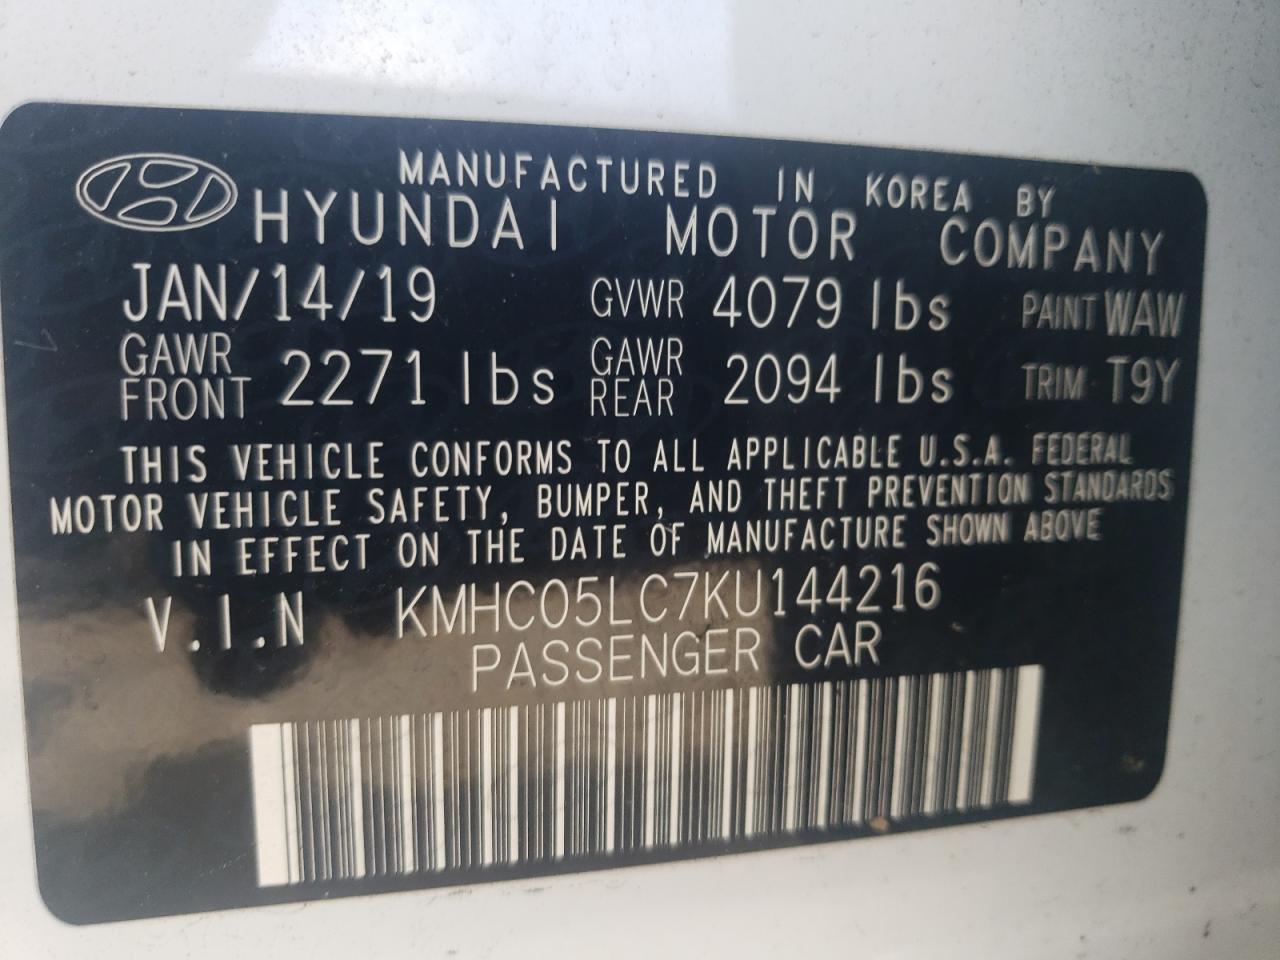 MANUFACTURED IN KOREA BY
HYUNDAI MOTOR COMPANY
JAN/14/19 GVWR 4079 lbs PAINT WAW
GAWR FRONT 2271 lbs GAWR REAR 2094 lbs TRIM T9Y
THIS VEHICLE CONFORMS TO ALL APPLICABLE U.S.A. FEDERAL
MOTOR VEHICLE SAFETY, BUMPER, AND THEFT PREVENTION STANDARDS
IN EFFECT ON THE DATE OF MANUFACTURE SHOWN ABOVE
V.I.N KMHC05LC7KU144216
PASSENGER CAR